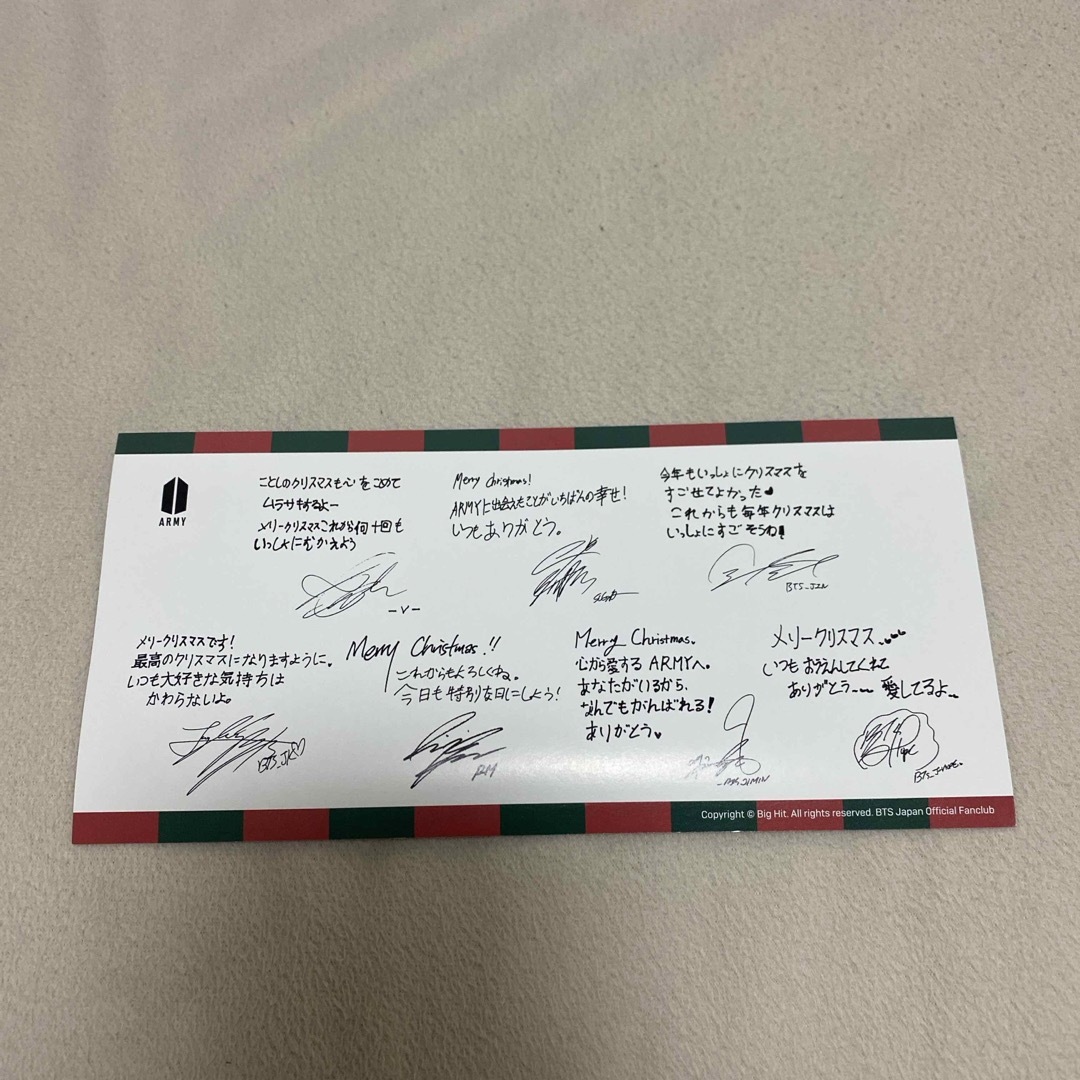 ARMY
ことしのクリスマスも心をこめて
ムラサキするよー
メリークリスマスこれから何十回も
いっしょにむかえよう
-V-
Merry Christmas!
ARMYに出会えたことがいちばんの幸せ!
いつもありがとう。
SUGA
今年もいっしょにクリスマスを
すごせてよかった♥
これからも毎年クリスマスは
いっしょにすごそうね!
BTS_JIN
メリークリスマスです!
最高のクリスマスになりますように。
いつも大好きな気持ちは
かわらないよ。
BTS_JK♡
Merry Christmas!!
これからもよろしくね。
今日も特別な日にしよう!
RM
Merry Christmas.
心から愛する ARMYへ。
あなたがいるから、
なんでもがんばれる!
ありがとう♥
BTS JIMIN
メリークリスマス
いつもおうえんしてくれて
ありがとう 愛してるよ
Copyright © Big Hit. All rights reserved. BTS Japan Official Fanclub